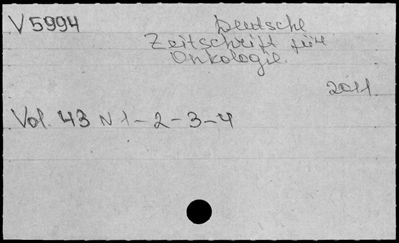 V 5994 Deutsche
Zeitschrift für
Onkologie.
2011
Vol. 43 N 1-2-3-4